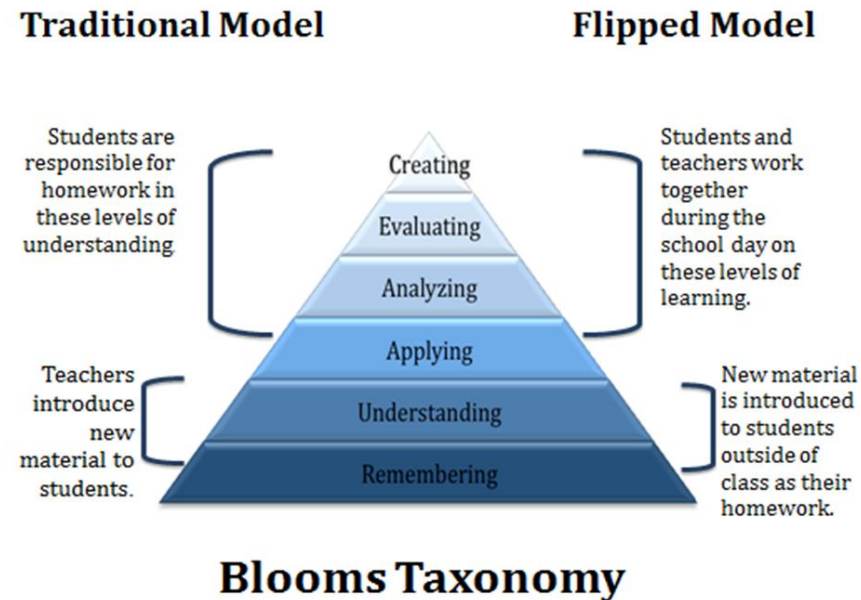 Traditional Model
Flipped Model
Students are
responsible for
homework in
these levels of
understanding
Creating
Evaluating
Analyzing
Applying
Understanding
Remembering
Students and
teachers work
together
during the
school day on
these levels of
learning.
Teachers
introduce
new
material to
students.
New material
is introduced
to students
outside of
class as their
homework.
Blooms Taxonomy